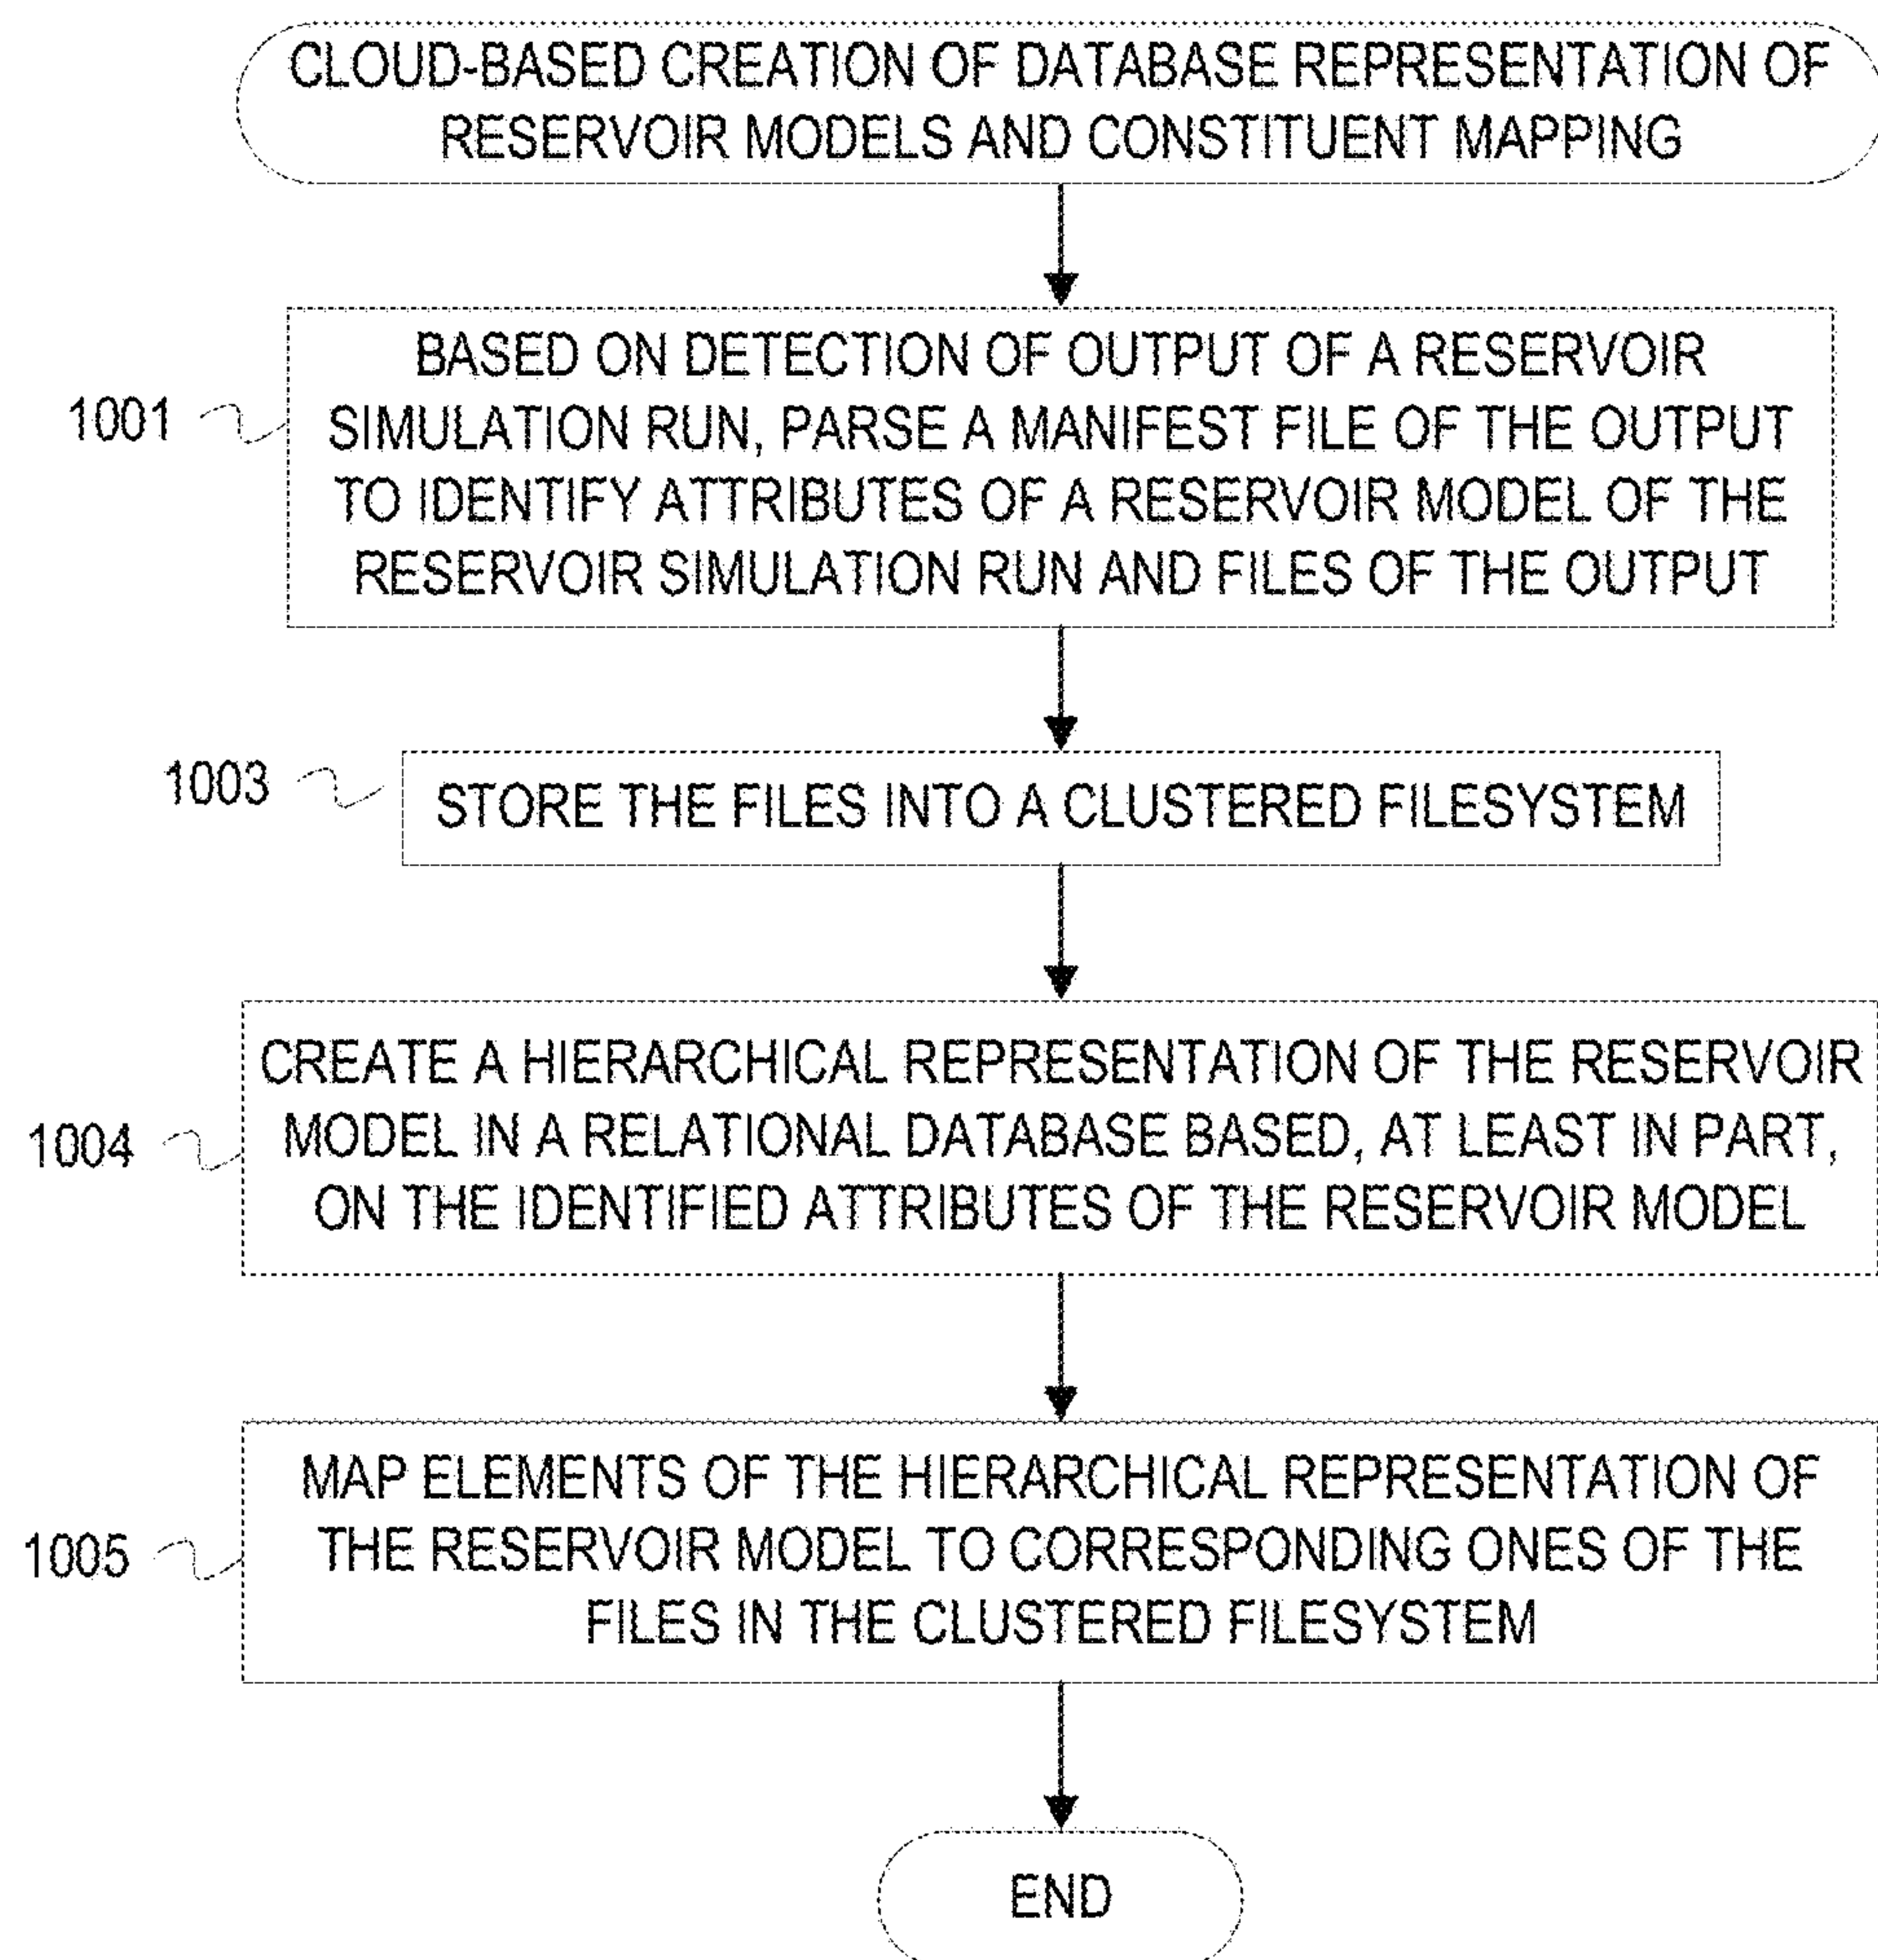 CLOUD-BASED CREATION OF DATABASE REPRESENTATION OF
RESERVOIR MODELS AND CONSTITUENT MAPPING
1001
BASED ON DETECTION OF OUTPUT OF A RESERVOIR
SIMULATION RUN, PARSE A MANIFEST FILE OF THE OUTPUT
TO IDENTIFY ATTRIBUTES OF A RESERVOIR MODEL OF THE
RESERVOIR SIMULATION RUN AND FILES OF THE OUTPUT
1003
STORE THE FILES INTO A CLUSTERED FILESYSTEM
1004
CREATE A HIERARCHICAL REPRESENTATION OF THE RESERVOIR
MODEL IN A RELATIONAL DATABASE BASED, AT LEAST IN PART,
ON THE IDENTIFIED ATTRIBUTES OF THE RESERVOIR MODEL
1005
MAP ELEMENTS OF THE HIERARCHICAL REPRESENTATION OF
THE RESERVOIR MODEL TO CORRESPONDING ONES OF THE
FILES IN THE CLUSTERED FILESYSTEM
END